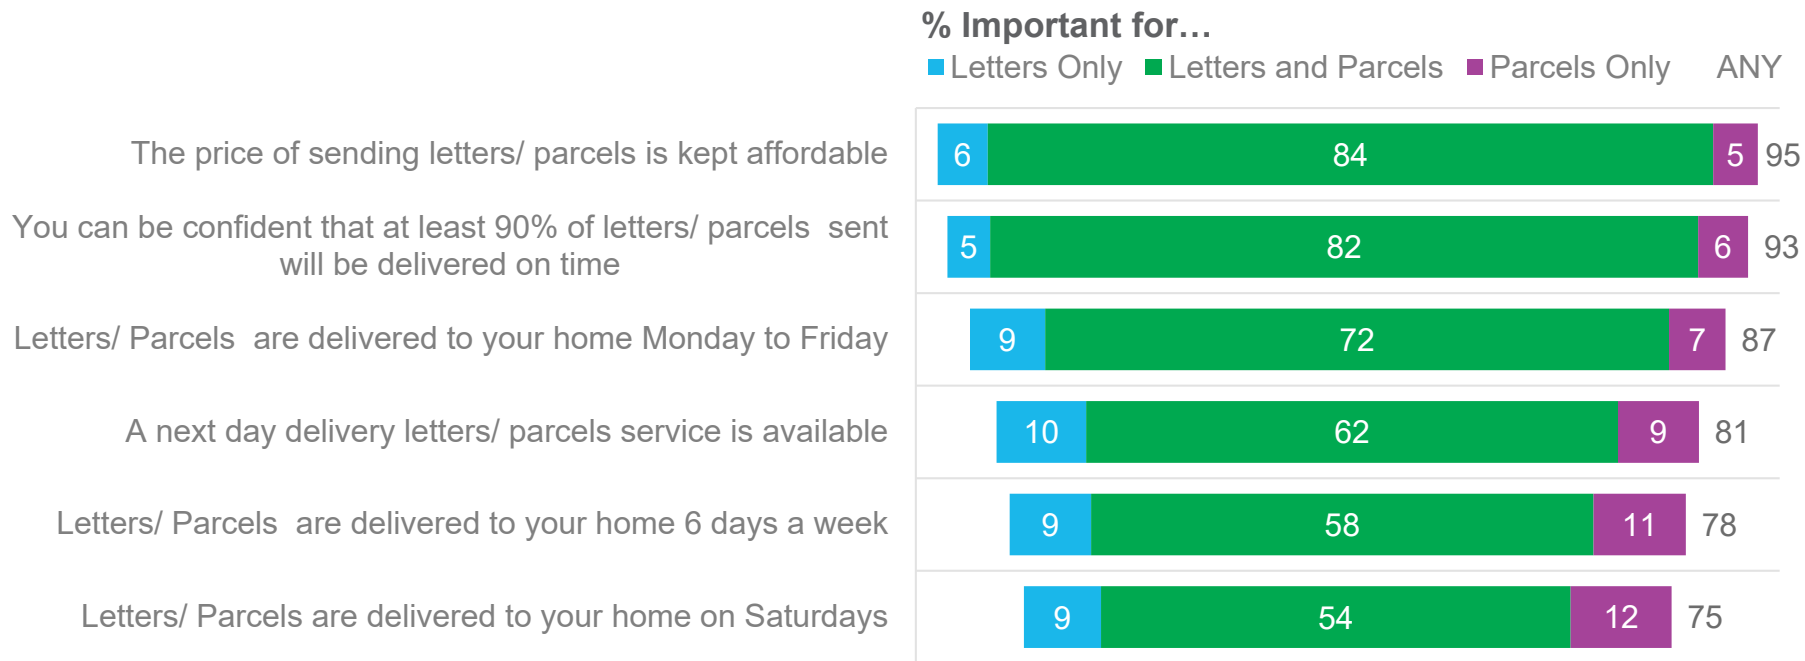 % Important for…
Letters Only Letters and Parcels Parcels Only ANY
The price of sending letters/ parcels is kept affordable 6 84 5 95
You can be confident that at least 90% of letters/ parcels  sent
will be delivered on time 5 82 6 93
Letters/ Parcels  are delivered to your home Monday to Friday 9 72 7 87
A next day delivery letters/ parcels service is available 10 62 9 81
Letters/ Parcels  are delivered to your home 6 days a week 9 58 11 78
Letters/ Parcels are delivered to your home on Saturdays 9 54 12 75